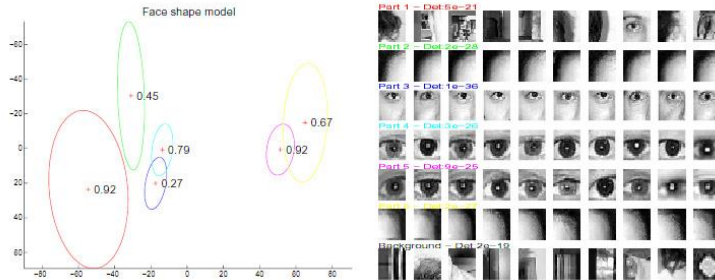 Face shape model
−60
−40
−20
0
20
40
60
−80 −60 −40 −20 0 20 40 60 80
0.45
0.67
0.79
0.92
0.27
0.92
Part 1 − Det:5e−21
Part 2 − Det:2e−28
Part 3 − Det:1e−36
Part 4 − Det:3e−26
Part 5 − Det:9e−25
Background − Det:2e−19